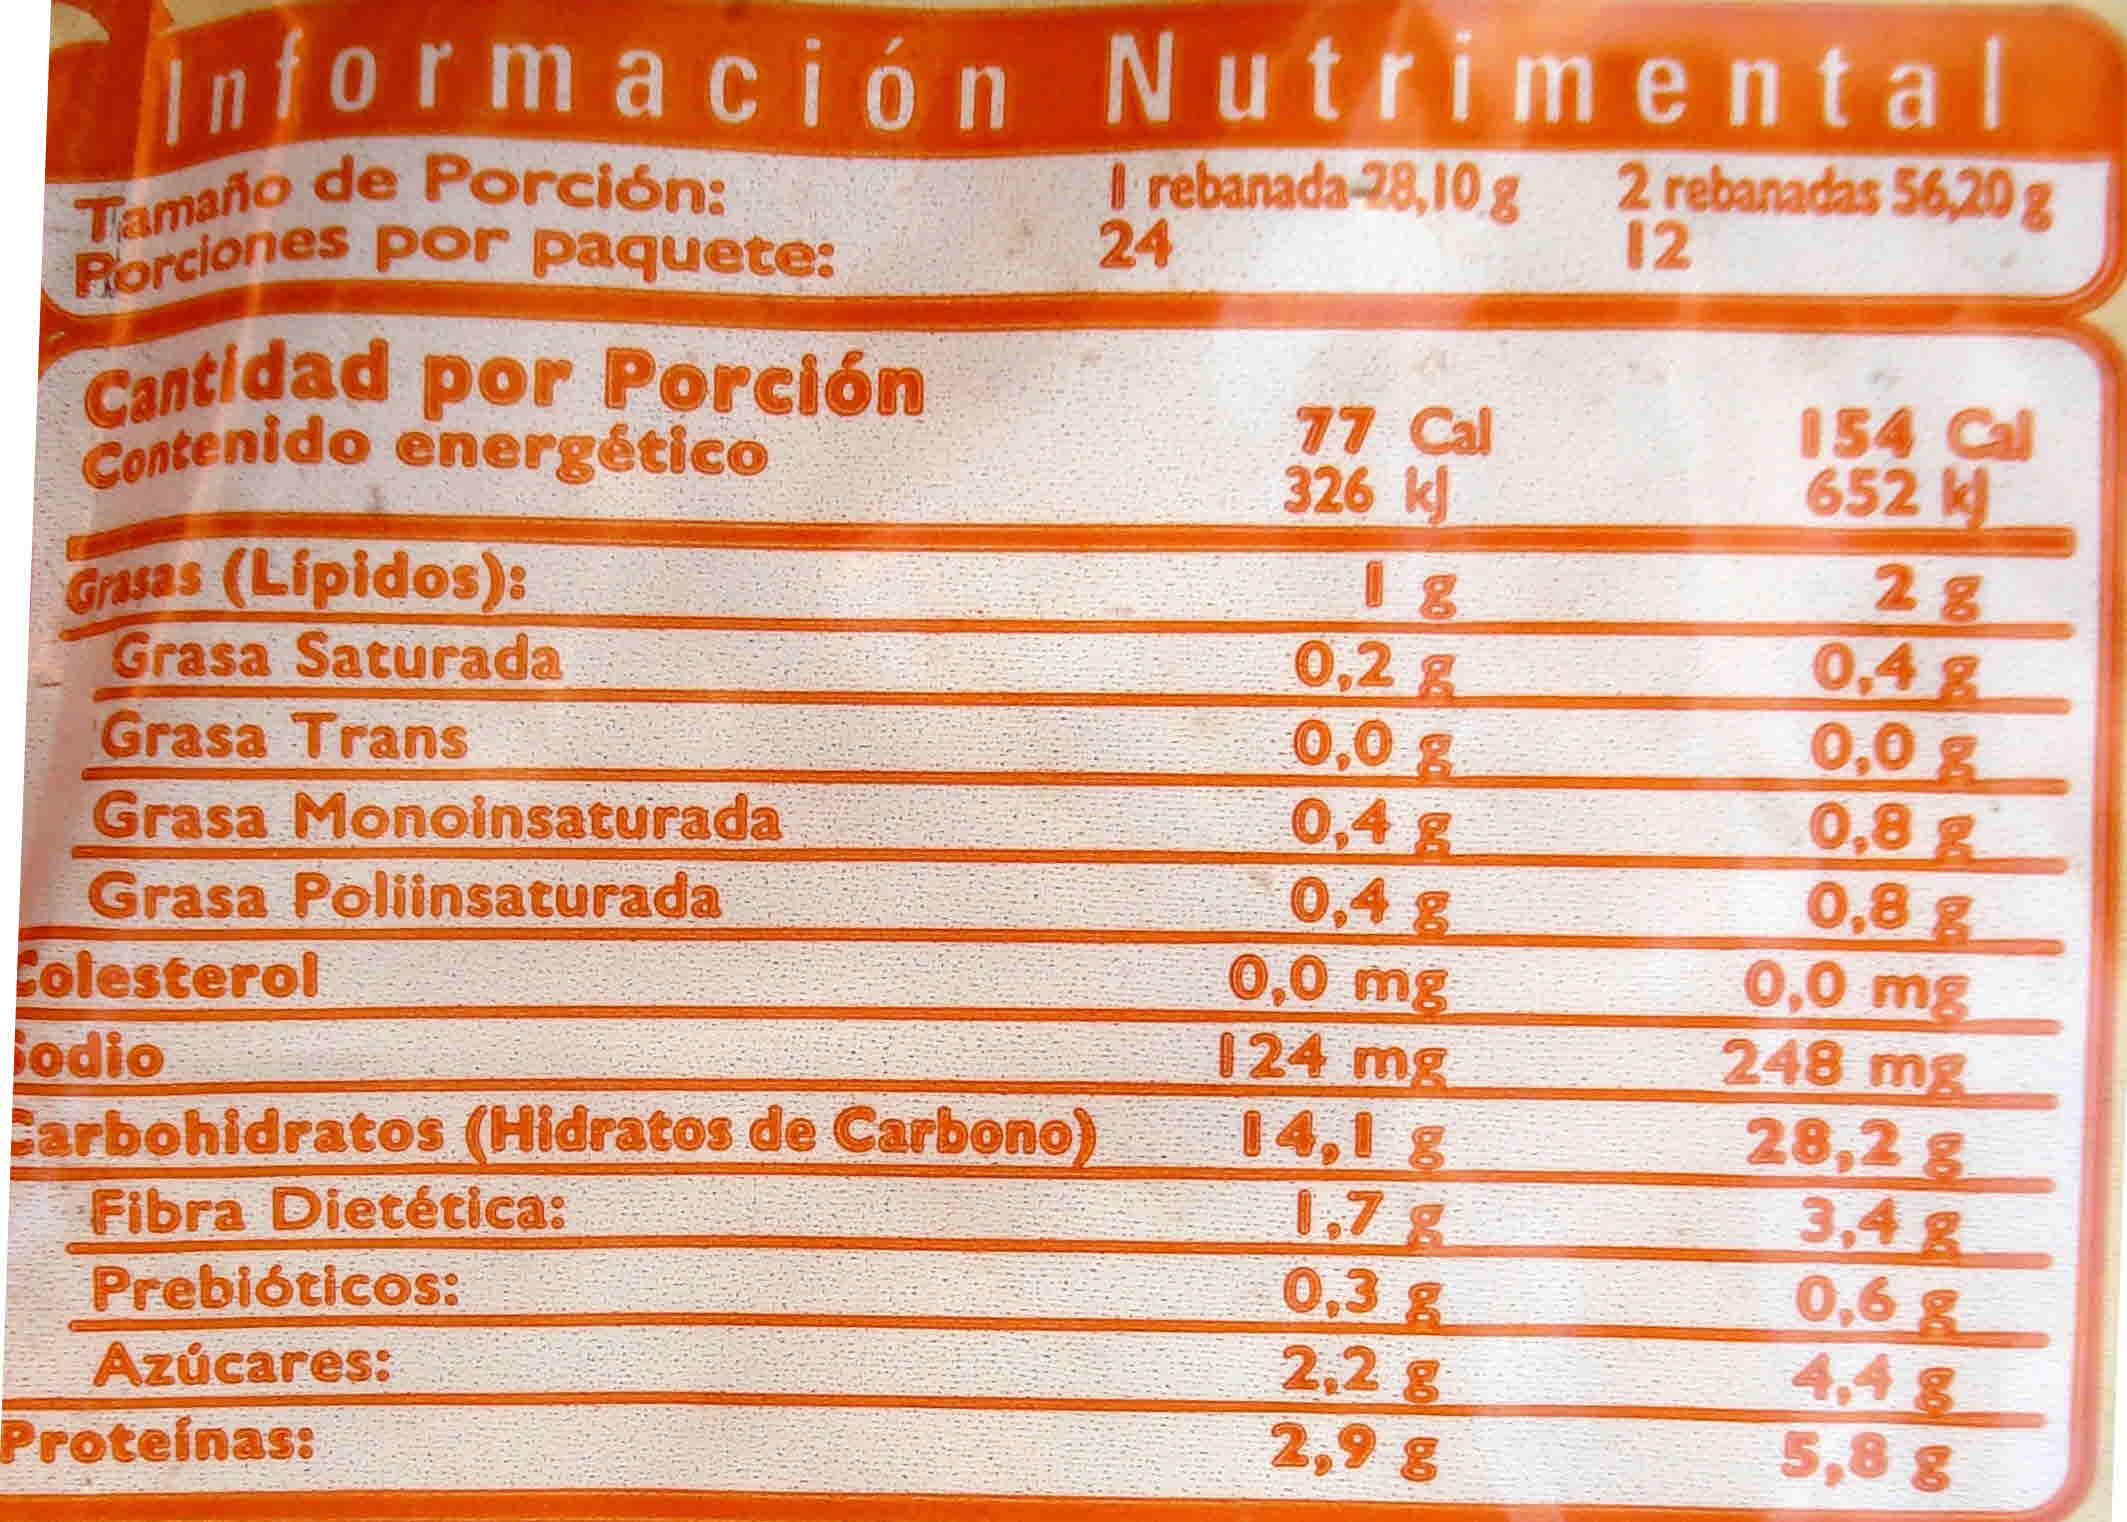 Información Nutrimental
Tamaño de Porción: 1 rebanada 28,10 g 2 rebanadas 56,20 g
Porciones por paquete: 24 12
Cantidad por Porción
Contenido energético 77 Cal 154 Cal
326 kJ 652 kJ
Grasas (Lípidos): 1 g 2 g
Grasa Saturada 0,2 g 0,4 g
Grasa Trans 0,0 g 0,0 g
Grasa Monoinsaturada 0,4 g 0,8 g
Grasa Poliinsaturada 0,4 g 0,8 g
Colesterol 0,0 mg 0,0 mg
Sodio 124 mg 248 mg
Carbohidratos (Hidratos de Carbono) 14,1 g 28,2 g
Fibra Dietética: 1,7 g 3,4 g
Prebióticos: 0,3 g 0,6 g
Azúcares: 2,2 g 4,4 g
Proteínas: 2,9 g 5,8 g